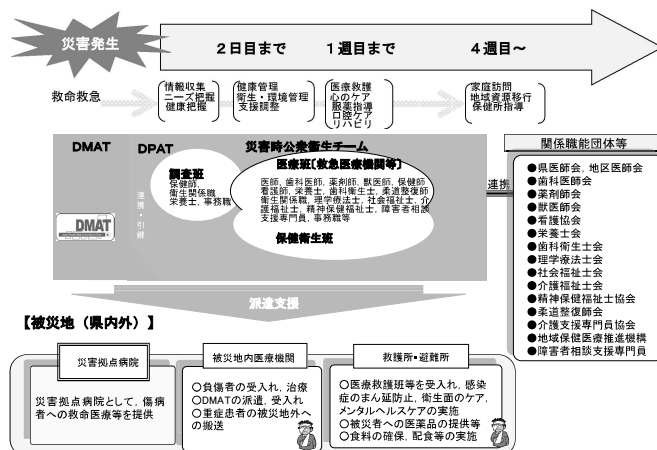 災害発生
2日目まで
1週目まで
4週目～
救命救急
情報収集
ニーズ把握
健康把握
健康管理
衛生・環境管理
支援調整
医療救護
心のケア
服薬指導
口腔ケア
リハビリ
家庭訪問
地域資源移行
保健所指導
DMAT
DPAT
災害時公衆衛生チーム
連携・引継
調査班
保健師,
衛生関係職
栄養士, 事務職
医療班【救急医療機関等】
医師, 歯科医師, 薬剤師, 獣医師, 保健師
看護師, 栄養士, 歯科衛生士, 柔道整復師
衛生関係職, 理学療法士, 社会福祉士, 介
護福祉士, 精神保健福祉士, 障害者相談
支援専門員, 事務職等
保健衛生班
DMAT
連携
関係職能団体等
●県医師会, 地区医師会
●歯科医師会
●薬剤師会
●獣医師会
●看護協会
●栄養士会
●歯科衛生士会
●理学療法士会
●社会福祉士会
●介護福祉士会
●精神保健福祉士協会
●柔道整復師会
●介護支援専門員協会
●地域保健医療推進機構
●障害者相談支援専門員
派遣支援
【被災地（県内外）】
災害拠点病院
災害拠点病院として, 傷病
者への救命医療等を提供
被災地内医療機関
○負傷者の受入れ, 治療
○DMATの派遣, 受入れ
○重症患者の被災地外へ
の搬送
救護所・避難所
○医療救護班等を受入れ, 感染
症のまん延防止, 衛生面のケア,
メンタルヘルスケアの実施
○被災者への医薬品の提供等
○食料の確保, 配食等の実施